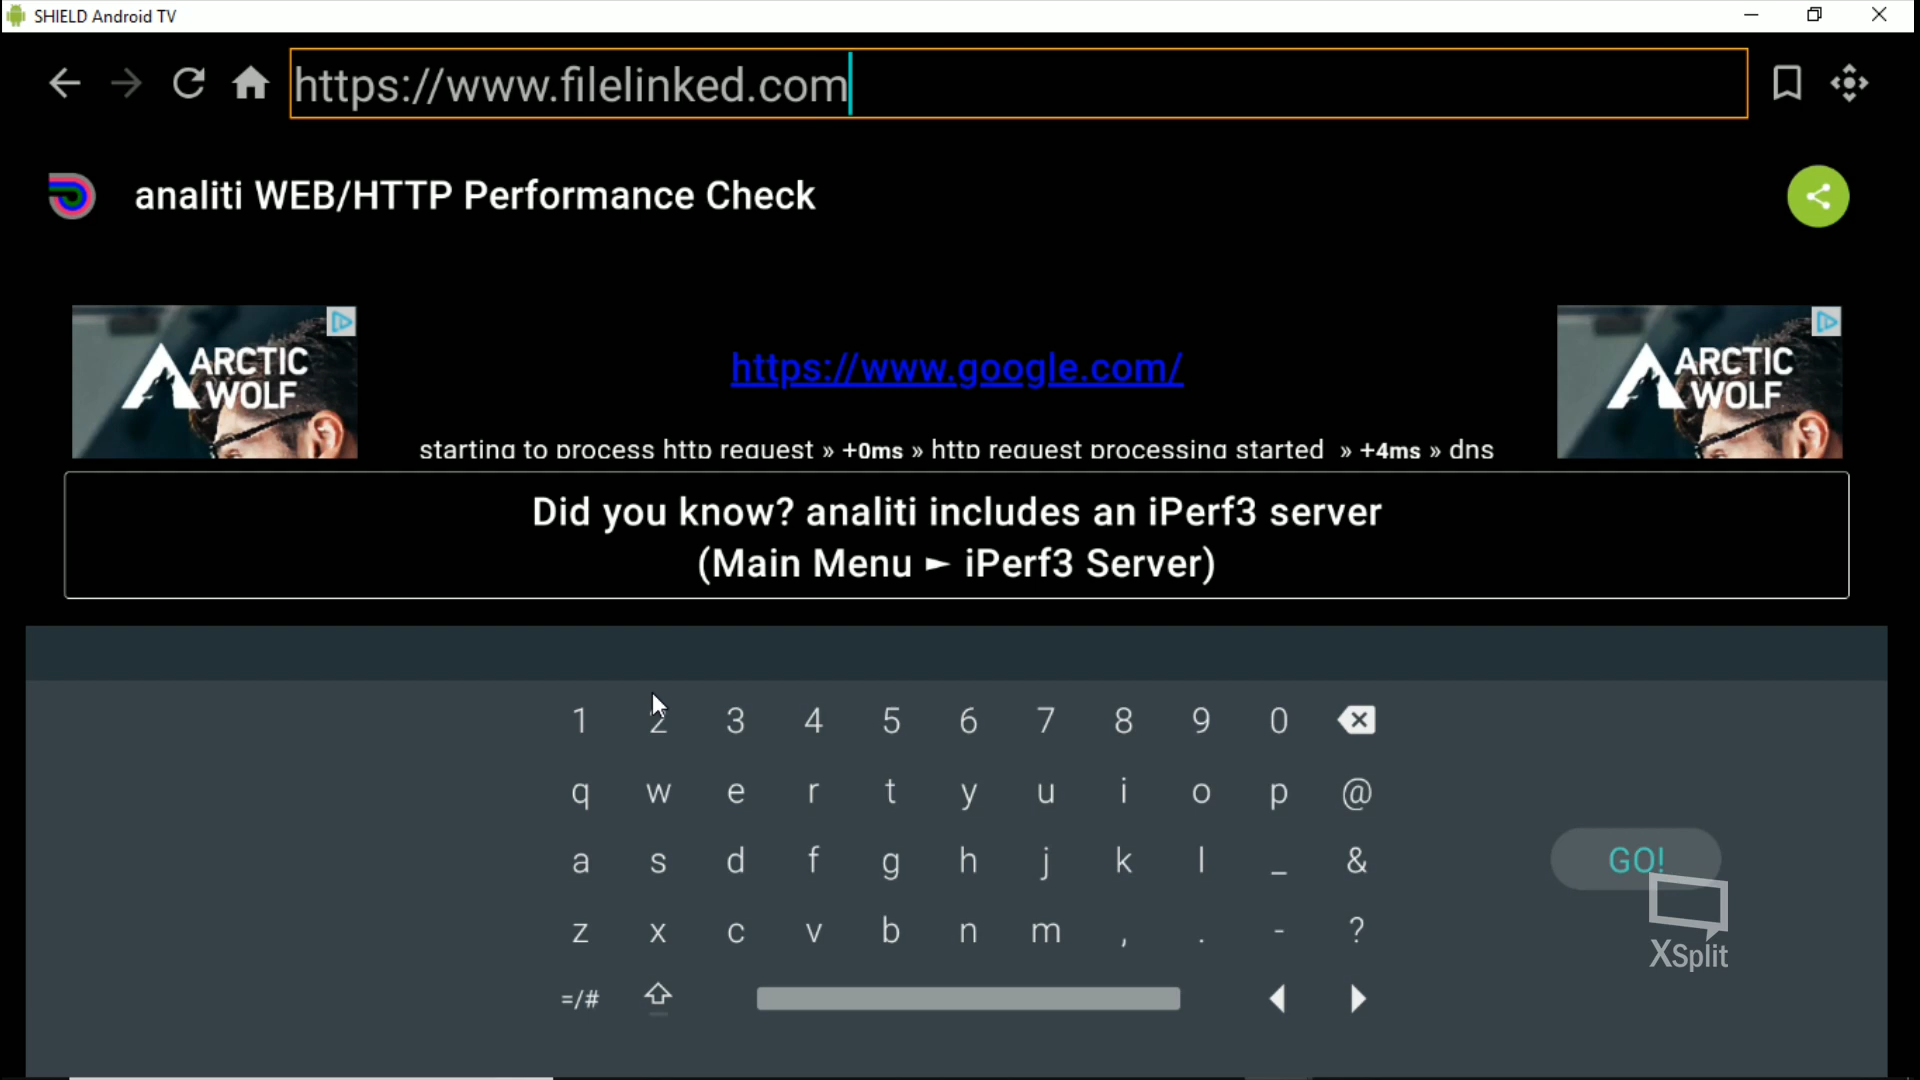 SHIELD Android TV
https://www.filelinked.com
analiti WEB/HTTP Performance Check
ARCTIC
WOLF
https://www.google.com/
ARCTIC
WOLF
starting to process http request » +0ms » http request processing started » +4ms » dns
Did you know? analiti includes an iPerf3 server
(Main Menu ► iPerf3 Server)
1 2 3 4 5 6 7 8 9 0
q w e r t y u i o p @
a s d f g h j k l _ &
GO!
z x c v b n m , . - ?
XSplit
=/#